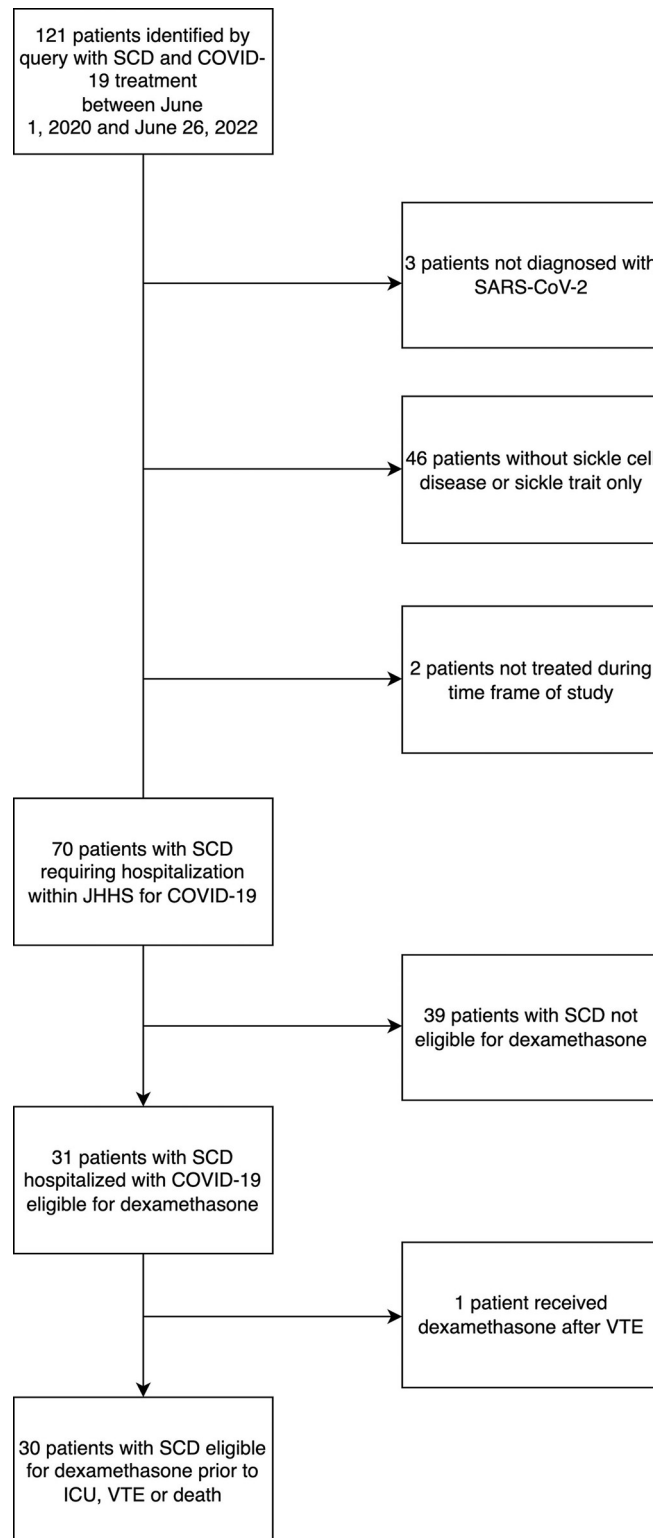 121 patients identified by
query with SCD and COVID-
19 treatment
between June
1, 2020 and June 26, 2022
3 patients not diagnosed with
SARS-CoV-2
46 patients without sickle cell
disease or sickle trait only
2 patients not treated during
time frame of study
70 patients with SCD
requiring hospitalization
within JHHS for COVID-19
39 patients with SCD not
eligible for dexamethasone
31 patients with SCD
hospitalized with COVID-19
eligible for dexamethasone
1 patient received
dexamethasone after VTE
30 patients with SCD eligible
for dexamethasone prior to
ICU, VTE or death